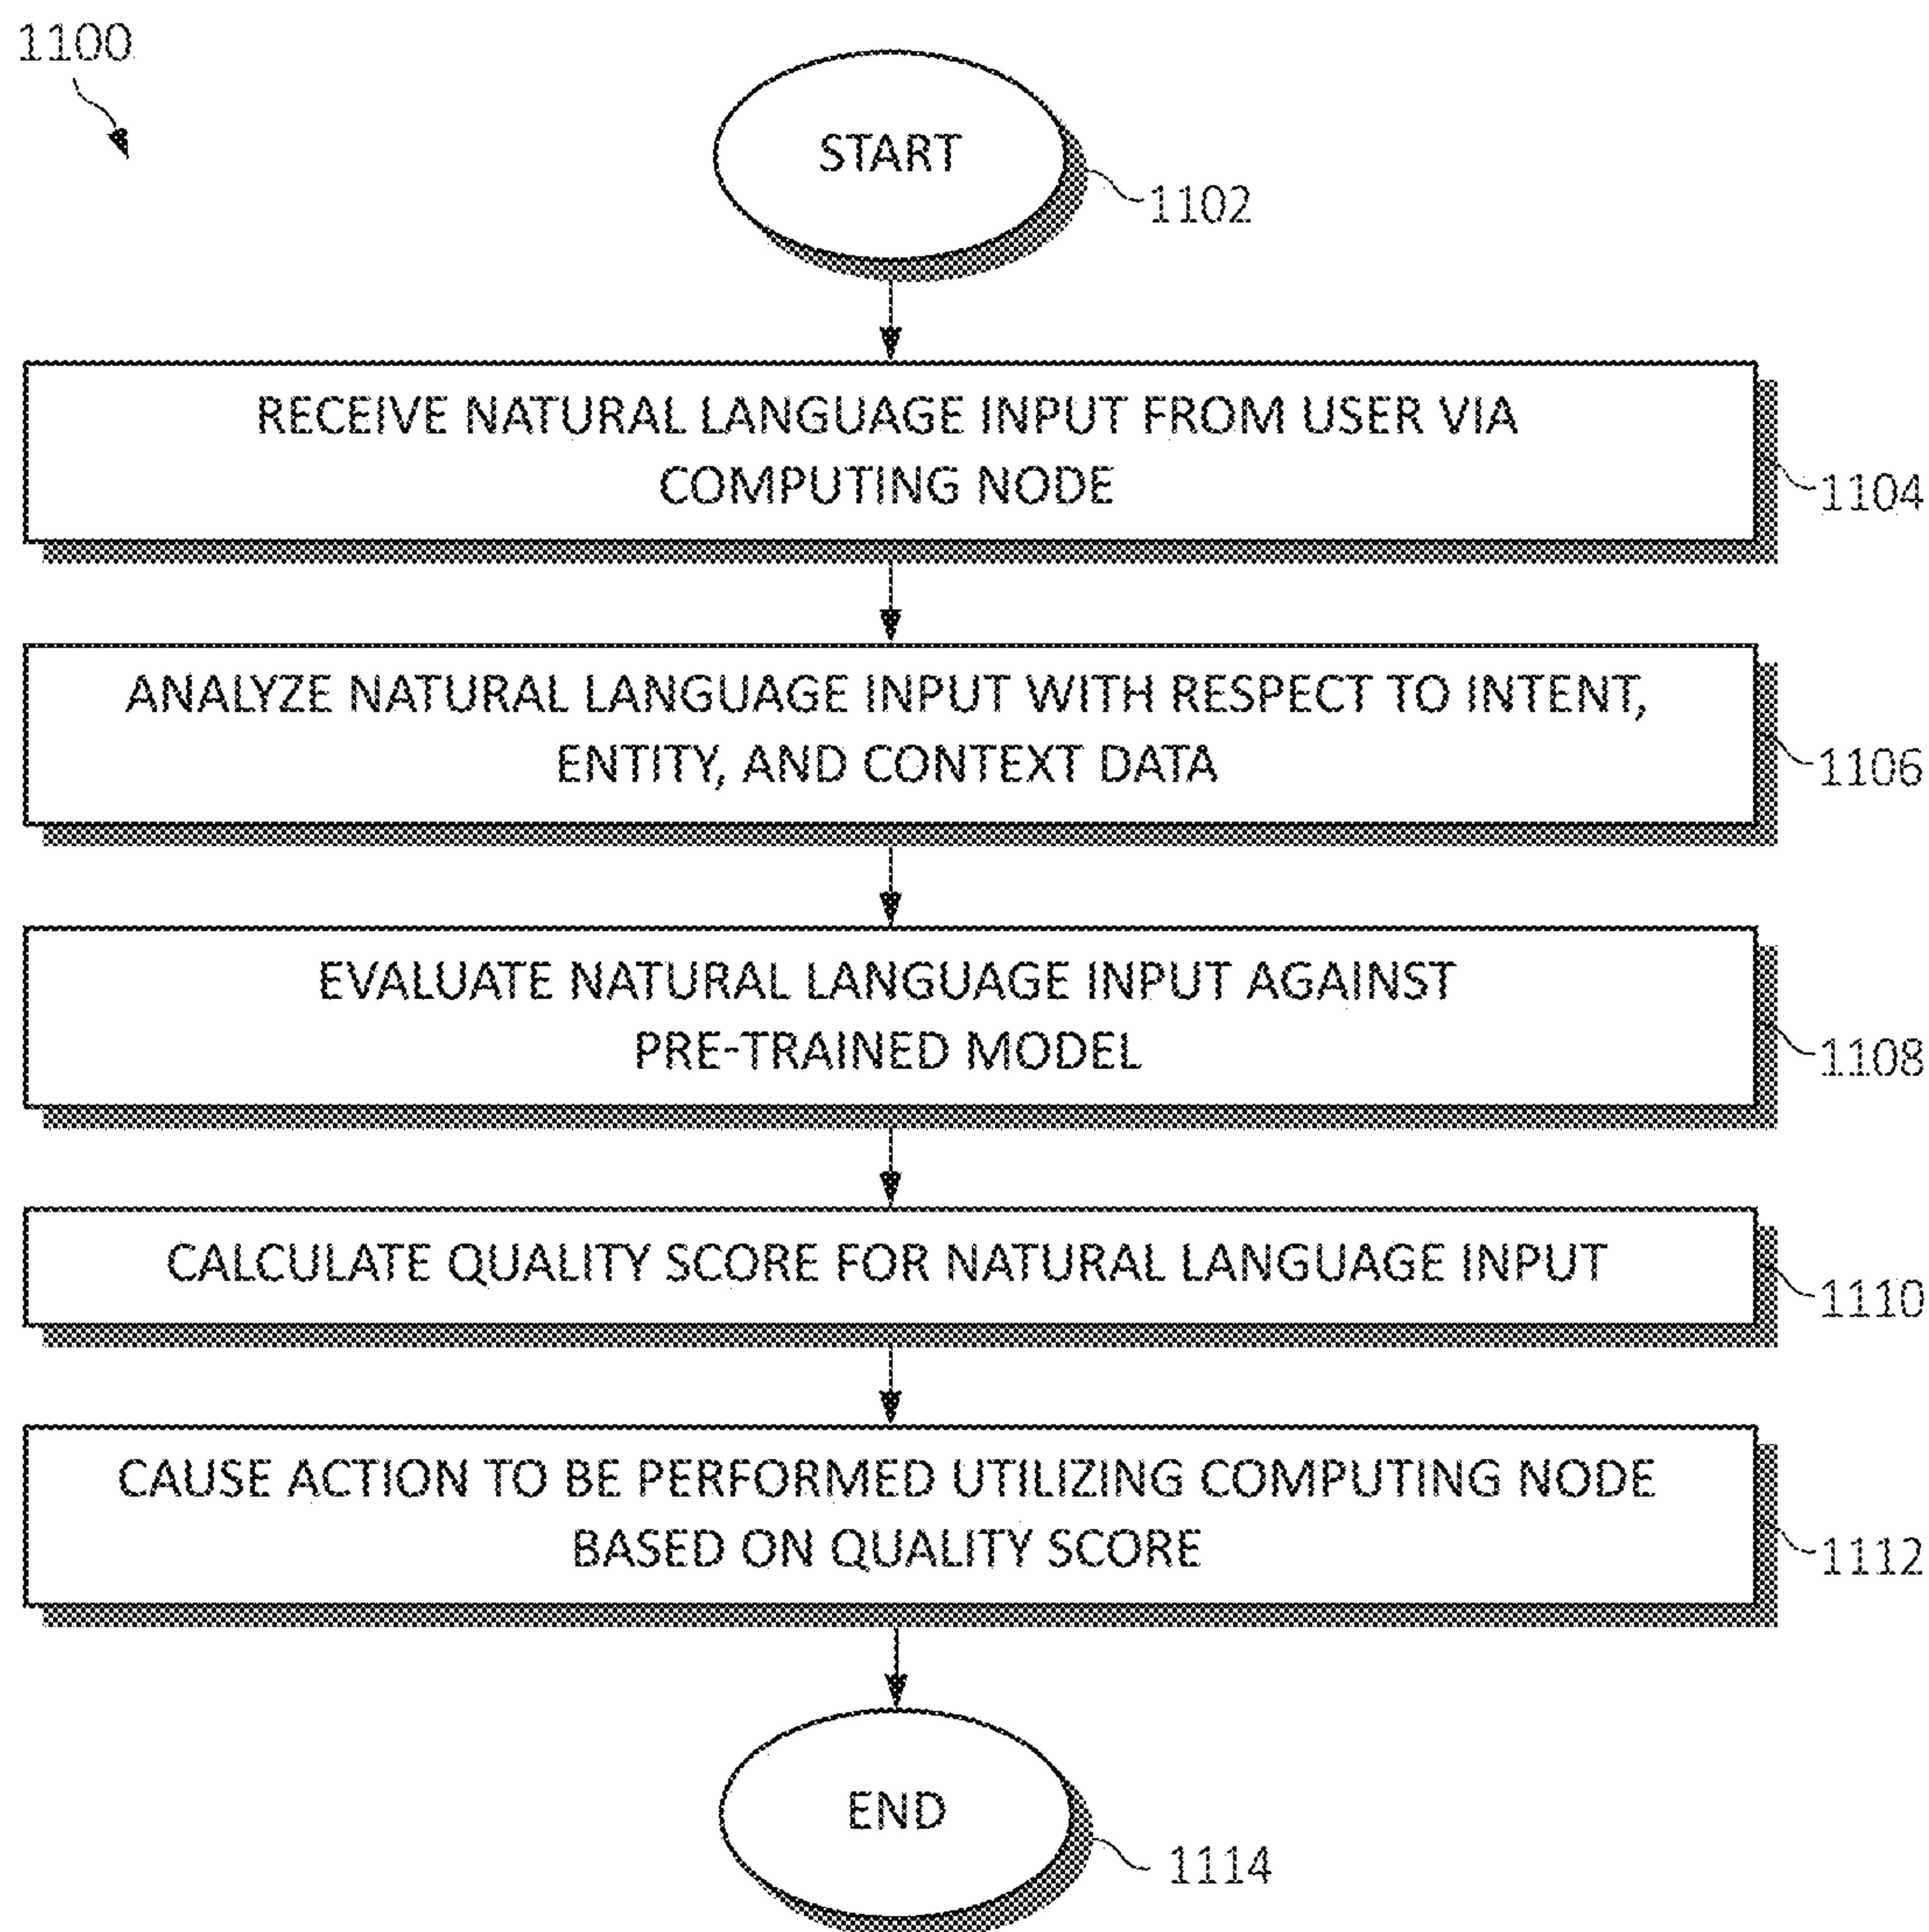 1100
START
1102
RECEIVE NATURAL LANGUAGE INPUT FROM USER VIA
COMPUTING NODE
1104
ANALYZE NATURAL LANGUAGE INPUT WITH RESPECT TO INTENT,
ENTITY, AND CONTEXT DATA
1106
EVALUATE NATURAL LANGUAGE INPUT AGAINST
PRE-TRAINED MODEL
1108
CALCULATE QUALITY SCORE FOR NATURAL LANGUAGE INPUT
1110
CAUSE ACTION TO BE PERFORMED UTILIZING COMPUTING NODE
BASED ON QUALITY SCORE
1112
END
1114